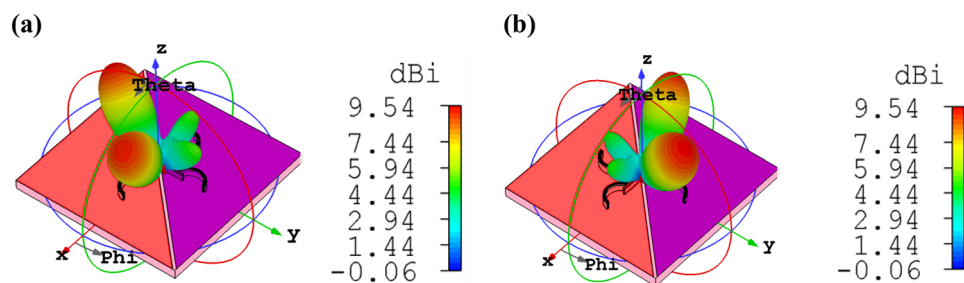 (a)
z
Theta
x
Phi
y
dBi
9.54
7.44
5.94
4.44
2.94
1.44
-0.06
(b)
z
Theta
x
Phi
y
dBi
9.54
7.44
5.94
4.44
2.94
1.44
-0.06